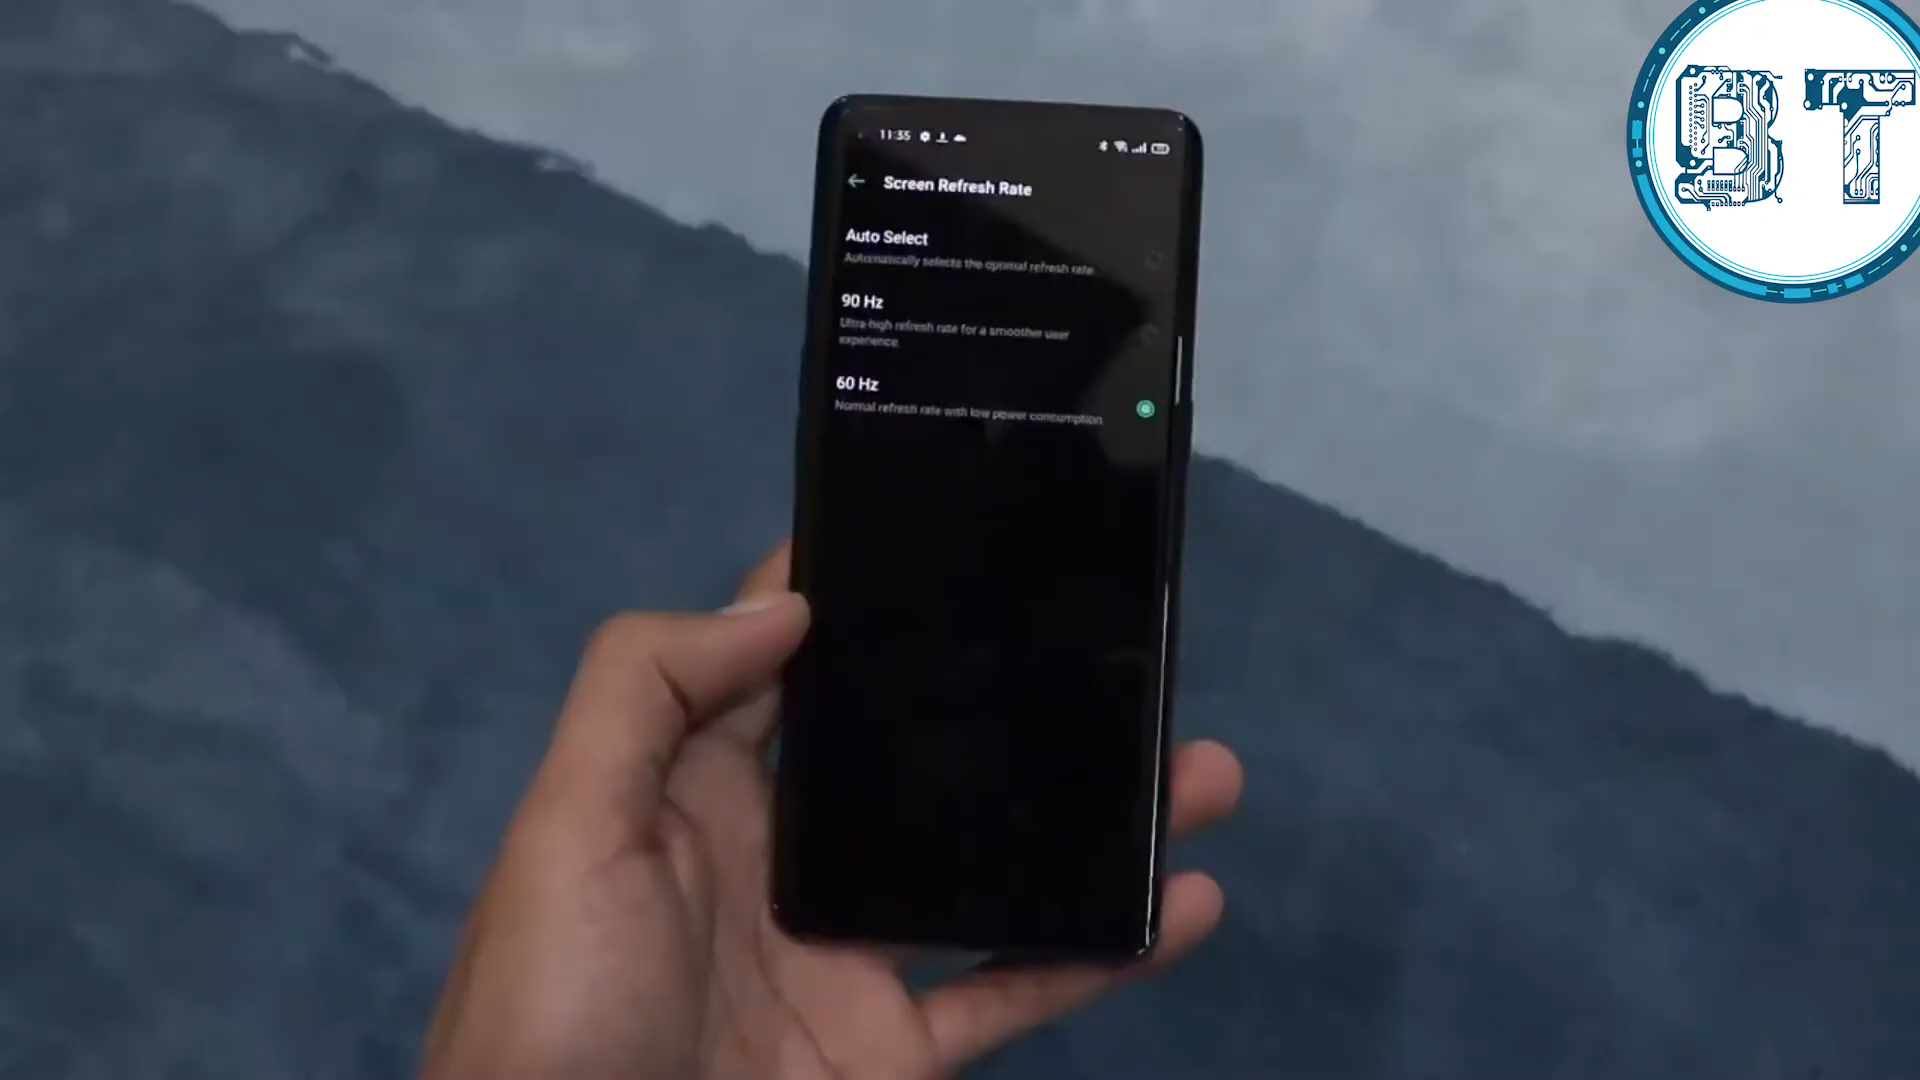 BT
11:35
Screen Refresh Rate
Auto Select
Automatically selects the optimal refresh rate.
90 Hz
Ultra-high refresh rate for a smoother user
experience.
60 Hz
Normal refresh rate with low power consumption.